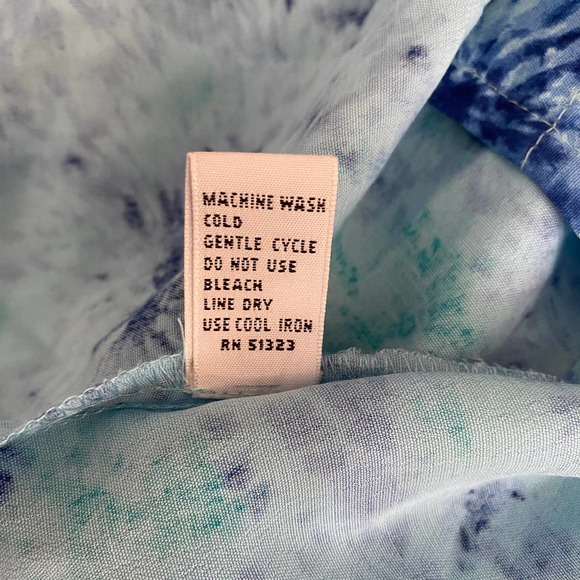 MACHINE WASH
COLD
GENTLE CYCLE
DO NOT USE
BLEACH
LINE DRY
USE COOL IRON
RN 51323